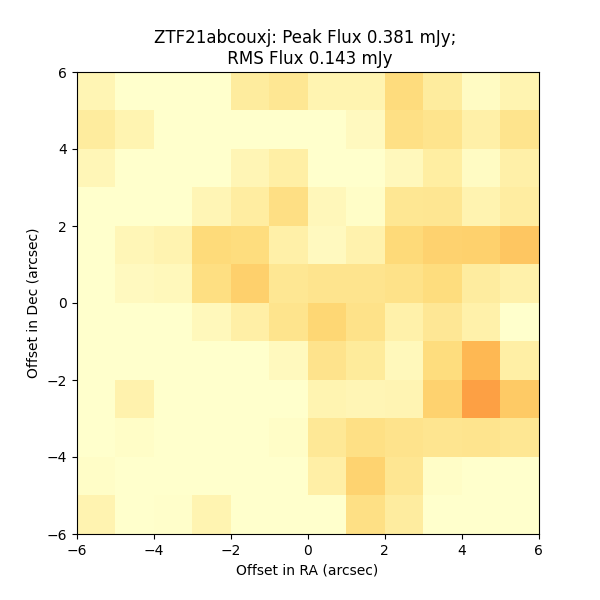 ZTF21abcouxj: Peak Flux 0.381 mJy;
RMS Flux 0.143 mJy
6
4
2
0
−2
−4
−6
Offset in Dec (arcsec)
−6 −4 −2 0 2 4 6
Offset in RA (arcsec)